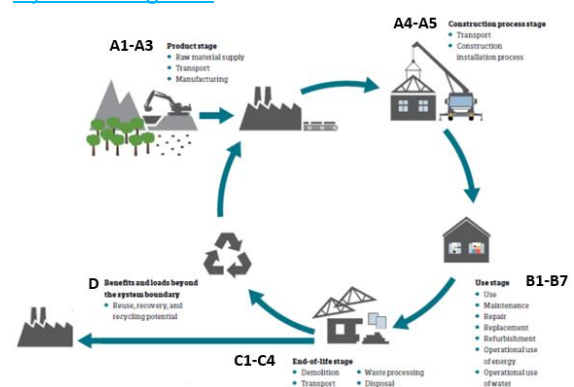 A1-A3
Product stage
• Raw material supply
• Transport
• Manufacturing
A4-A5
Construction process stage
• Transport
• Construction
installation process
B1-B7
Use stage
• Use
• Maintenance
• Repair
• Replacement
• Refurbishment
• Operational use
of energy
• Operational use
of water
C1-C4
End-of-life stage
• Demolition
• Transport
• Waste processing
• Disposal
D
Benefits and loads beyond
the system boundary
• Reuse, recovery, and
recycling potential